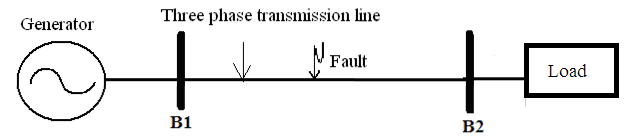 Three phase transmission line
Generator
Fault
Load
B1
B2